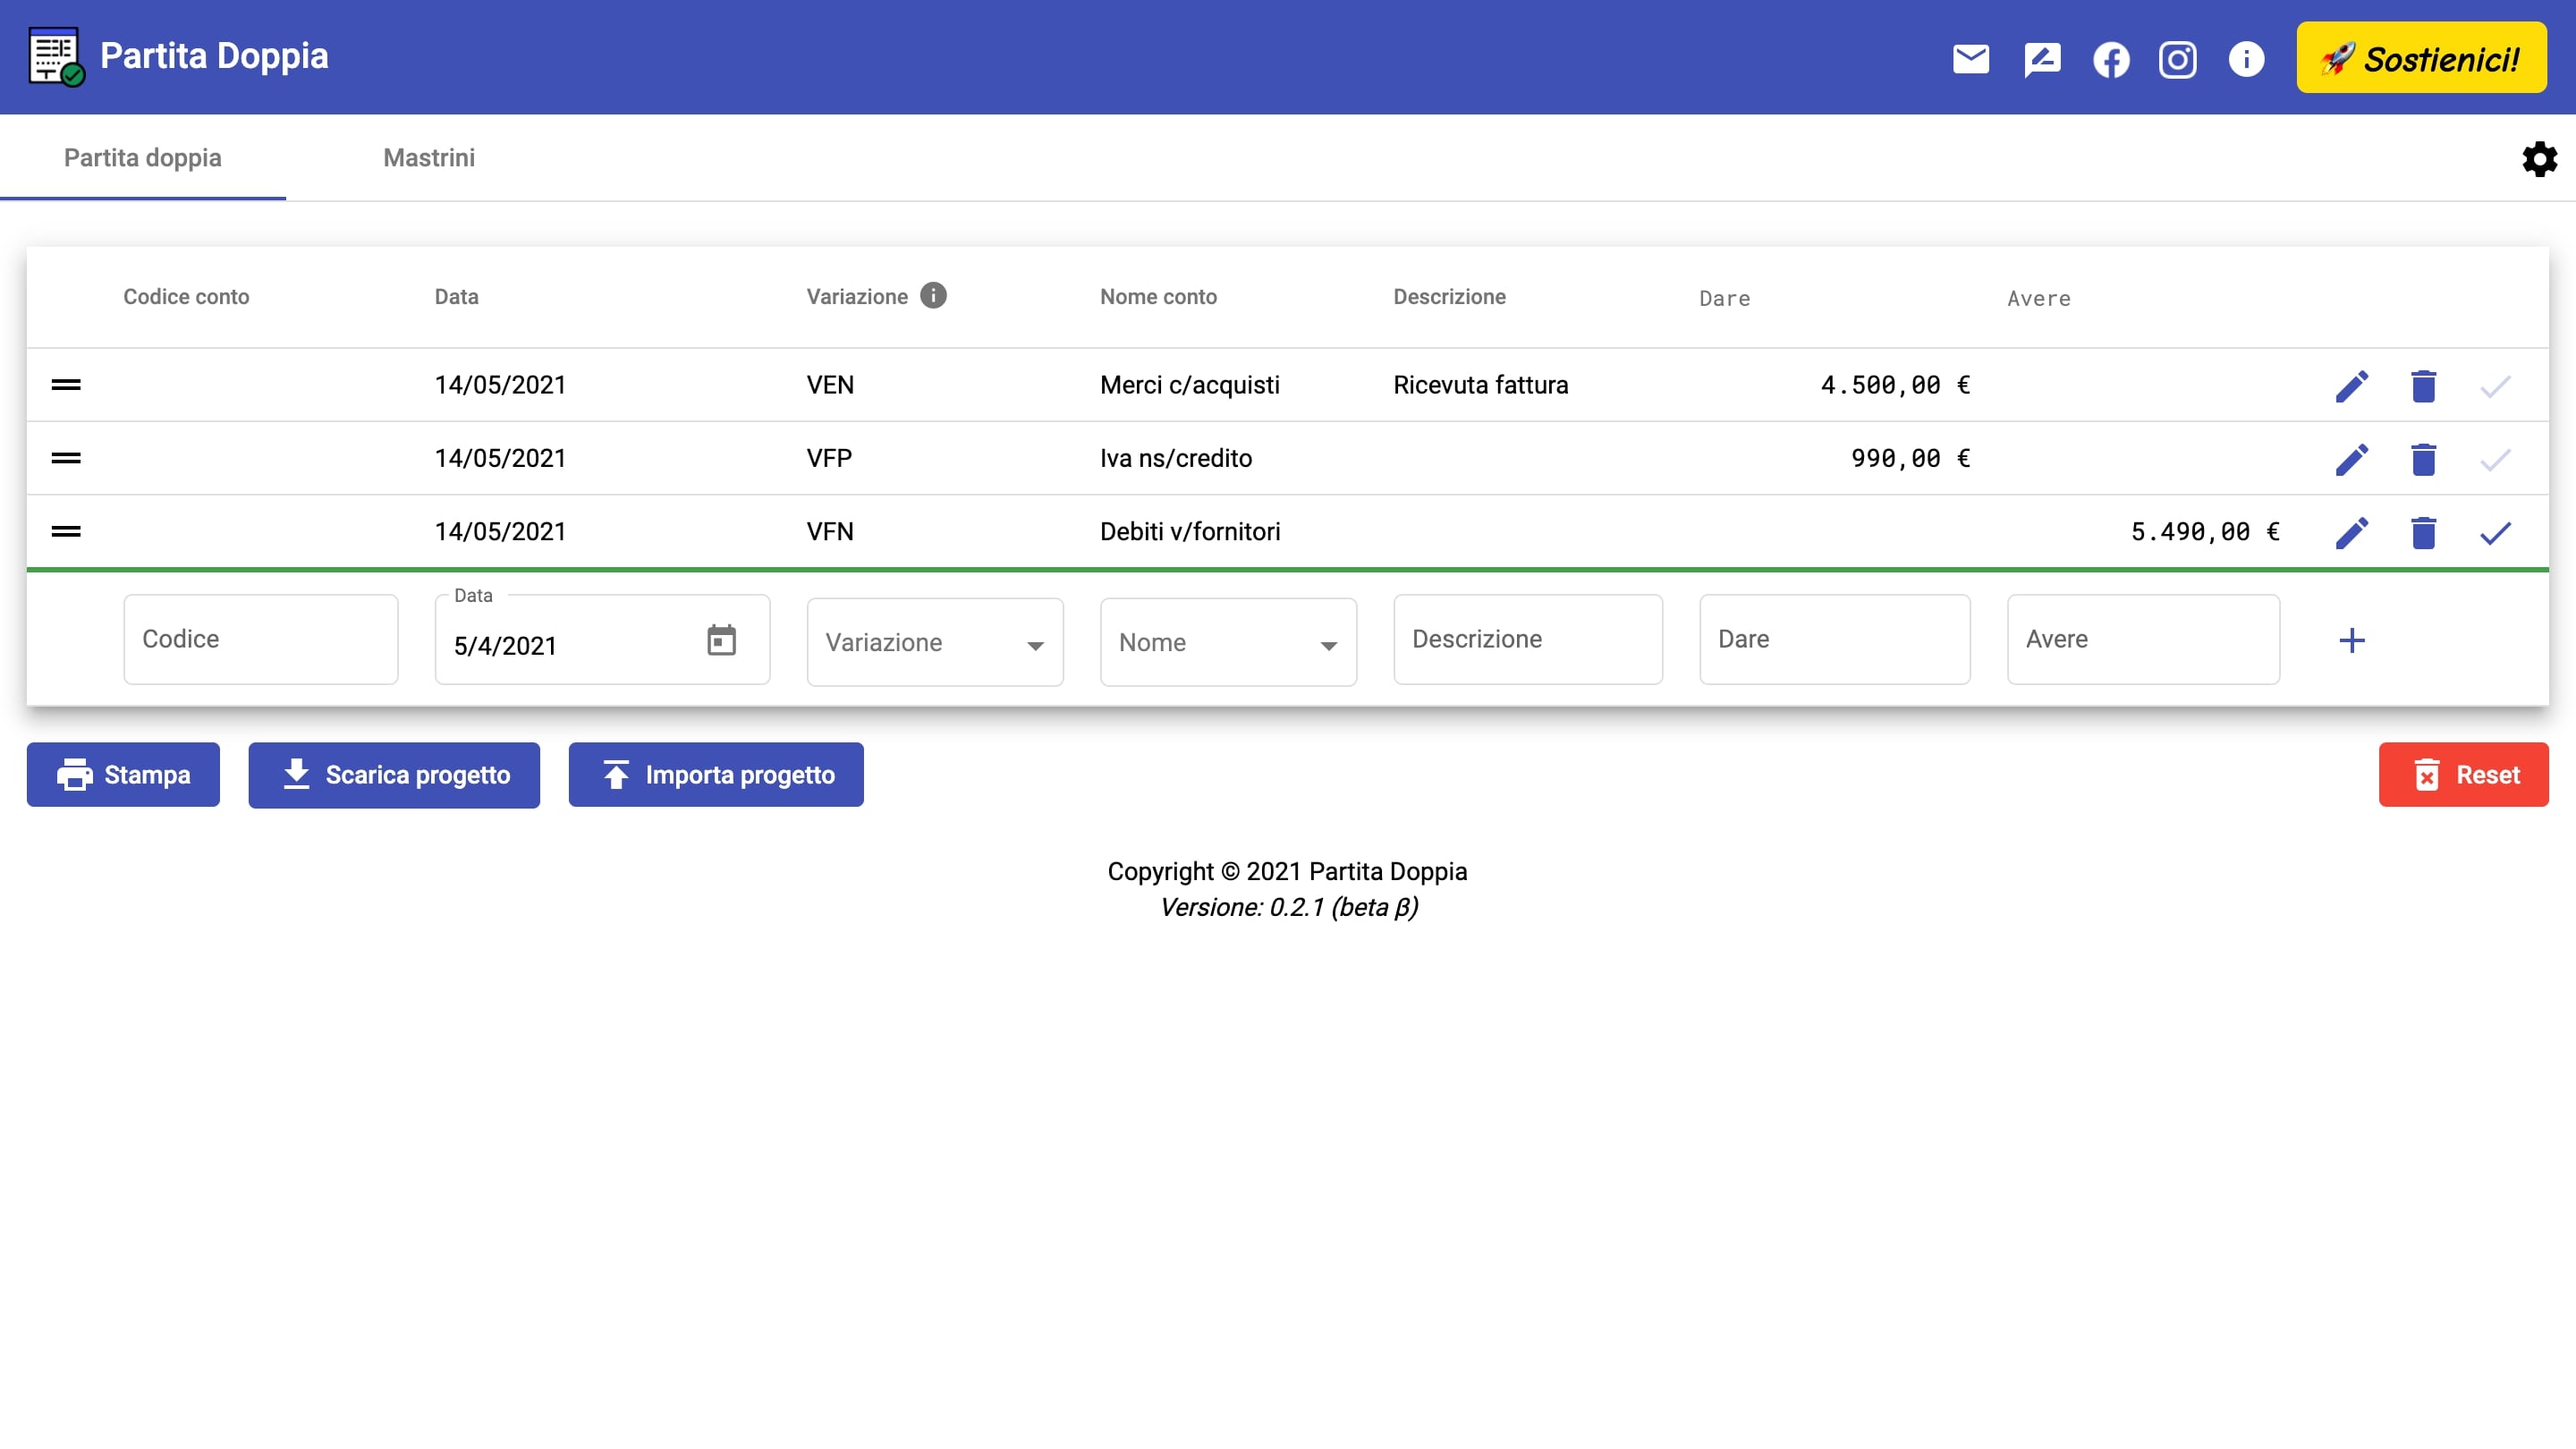 Partita Doppia
Sostienici!
Partita doppia Mastrini
Codice conto Data Variazione Nome conto Descrizione Dare Avere
14/05/2021 VEN Merci c/acquisti Ricevuta fattura 4.500,00 €
14/05/2021 VFP Iva ns/credito 990,00 €
14/05/2021 VFN Debiti v/fornitori 5.490,00 €
Data
Codice 5/4/2021 Variazione Nome Descrizione Dare Avere
Stampa Scarica progetto Importa progetto Reset
Copyright © 2021 Partita Doppia
Versione: 0.2.1 (beta β)